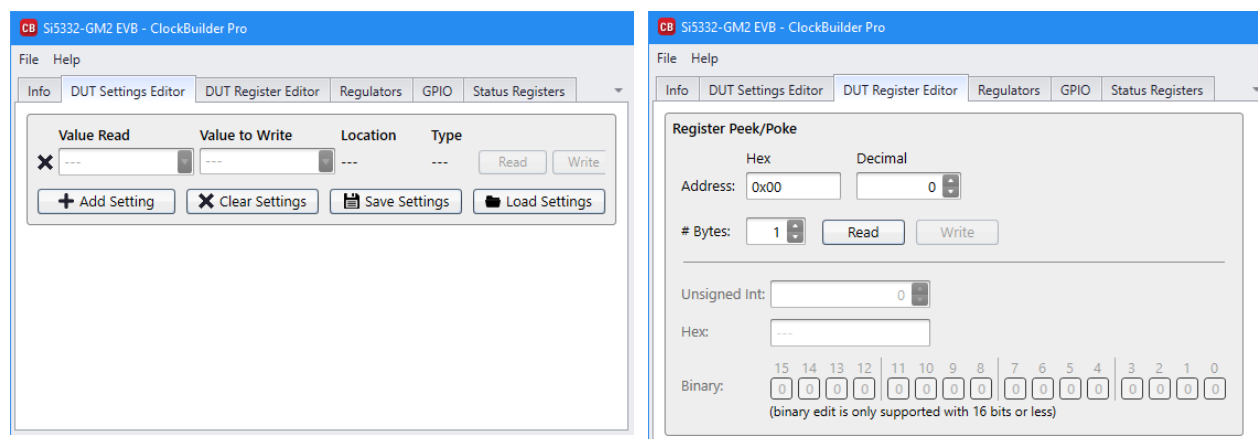 CB Si5332-GM2 EVB - ClockBuilder Pro
File Help
Info DUT Settings Editor DUT Register Editor Regulators GPIO Status Registers
Value Read Value to Write Location Type
--- --- --- --- Read Write
Add Setting Clear Settings Save Settings Load Settings
CB Si5332-GM2 EVB - ClockBuilder Pro
File Help
Info DUT Settings Editor DUT Register Editor Regulators GPIO Status Registers
Register Peek/Poke
Hex Decimal
Address: 0x00 0
# Bytes: 1 Read Write
Unsigned Int: 0
Hex: ---
15 14 13 12 11 10 9 8 7 6 5 4 3 2 1 0
Binary: 0 0 0 0 0 0 0 0 0 0 0 0 0 0 0 0
(binary edit is only supported with 16 bits or less)